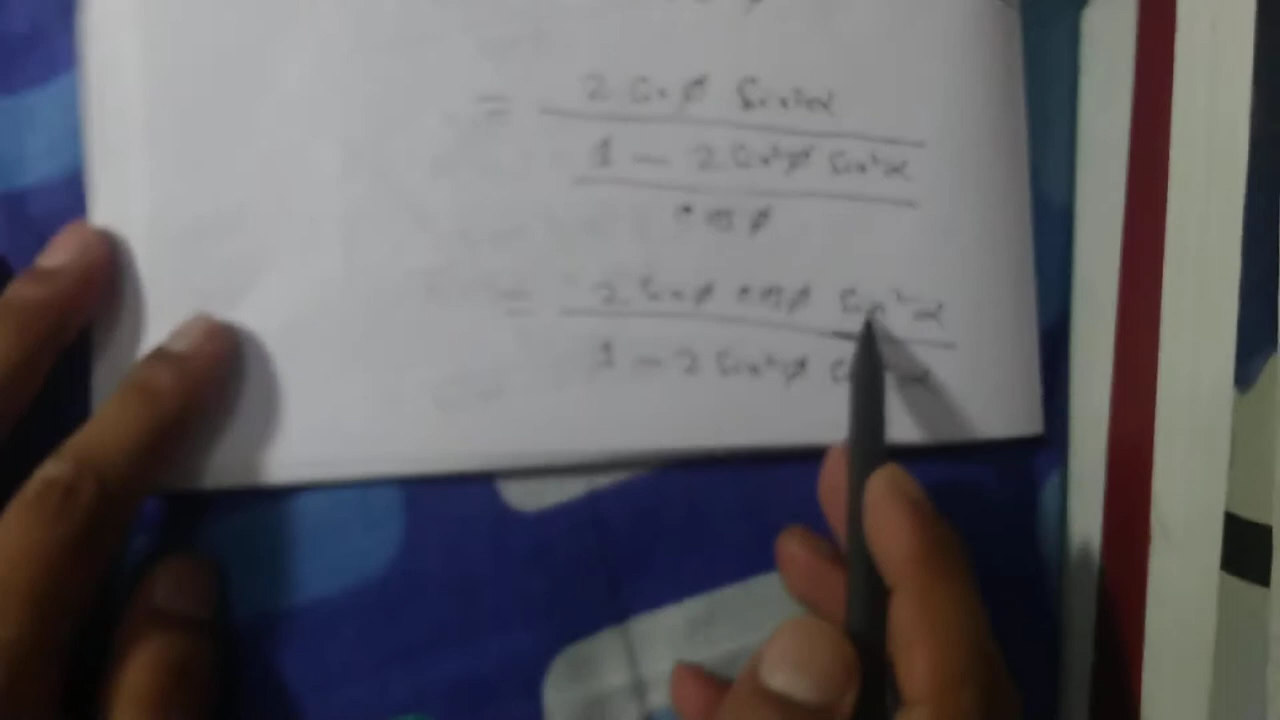 = 2 sin φ sin²α
1 − 2 sin²φ sin²α
cos φ
= 2 sin φ cos φ sin²α
1 − 2 sin²φ